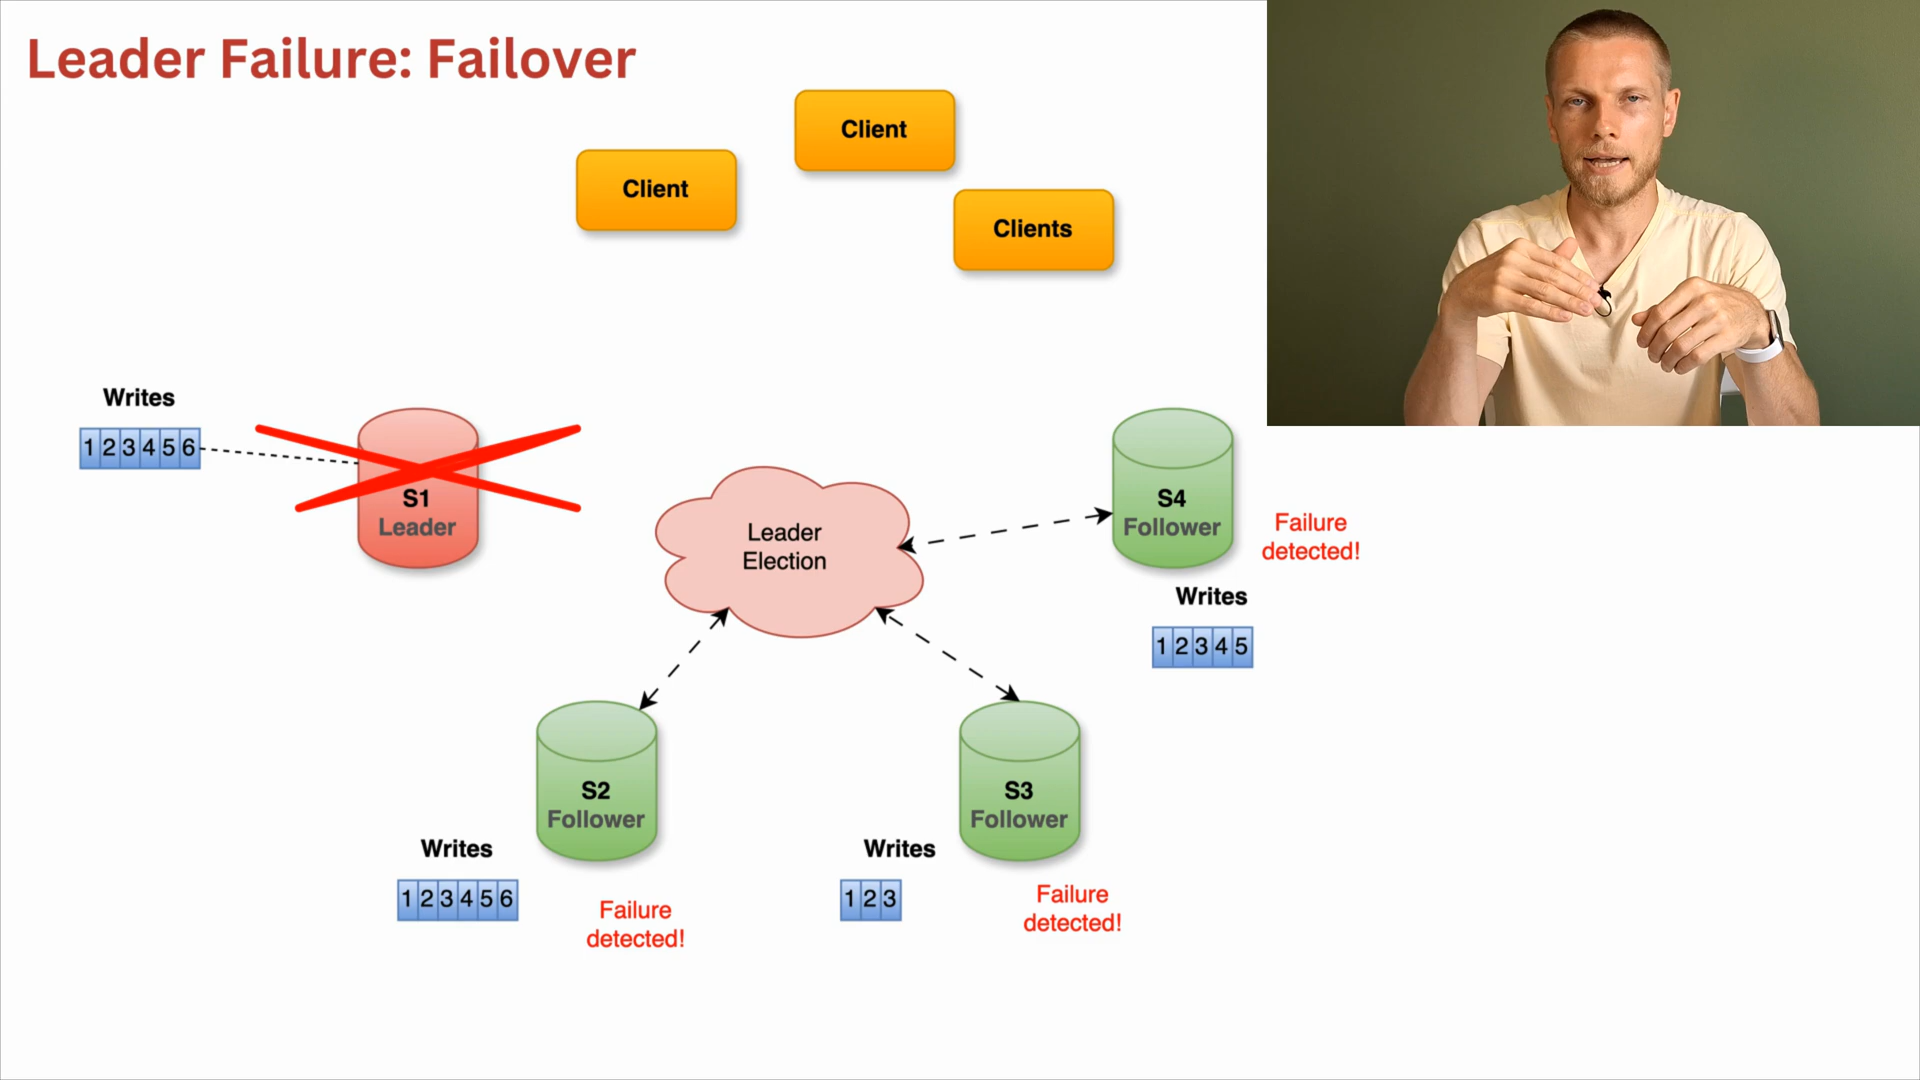 Leader Failure: Failover
Client
Client
Clients
Writes
1 2 3 4 5 6
S1
Leader
Leader
Election
S4
Follower
Failure
detected!
Writes
1 2 3 4 5
S2
Follower
Writes
1 2 3 4 5 6
Failure
detected!
S3
Follower
Writes
1 2 3
Failure
detected!